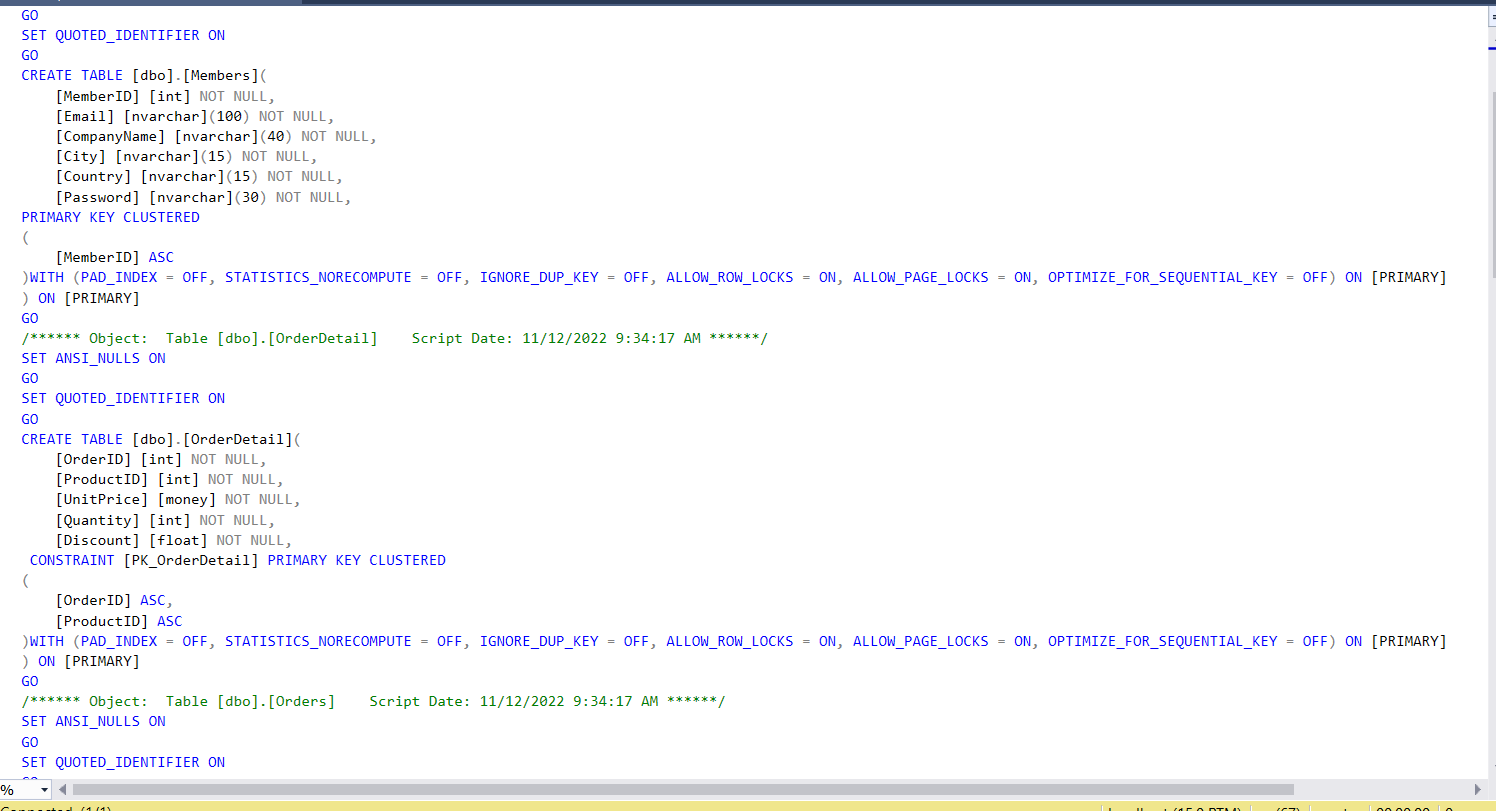 GO
SET QUOTED_IDENTIFIER ON
GO
CREATE TABLE [dbo].[Members](
    [MemberID] [int] NOT NULL,
    [Email] [nvarchar](100) NOT NULL,
    [CompanyName] [nvarchar](40) NOT NULL,
    [City] [nvarchar](15) NOT NULL,
    [Country] [nvarchar](15) NOT NULL,
    [Password] [nvarchar](30) NOT NULL,
PRIMARY KEY CLUSTERED
(
    [MemberID] ASC
)WITH (PAD_INDEX = OFF, STATISTICS_NORECOMPUTE = OFF, IGNORE_DUP_KEY = OFF, ALLOW_ROW_LOCKS = ON, ALLOW_PAGE_LOCKS = ON, OPTIMIZE_FOR_SEQUENTIAL_KEY = OFF) ON [PRIMARY]
) ON [PRIMARY]
GO
/****** Object:  Table [dbo].[OrderDetail]    Script Date: 11/12/2022 9:34:17 AM ******/
SET ANSI_NULLS ON
GO
SET QUOTED_IDENTIFIER ON
GO
CREATE TABLE [dbo].[OrderDetail](
    [OrderID] [int] NOT NULL,
    [ProductID] [int] NOT NULL,
    [UnitPrice] [money] NOT NULL,
    [Quantity] [int] NOT NULL,
    [Discount] [float] NOT NULL,
 CONSTRAINT [PK_OrderDetail] PRIMARY KEY CLUSTERED
(
    [OrderID] ASC,
    [ProductID] ASC
)WITH (PAD_INDEX = OFF, STATISTICS_NORECOMPUTE = OFF, IGNORE_DUP_KEY = OFF, ALLOW_ROW_LOCKS = ON, ALLOW_PAGE_LOCKS = ON, OPTIMIZE_FOR_SEQUENTIAL_KEY = OFF) ON [PRIMARY]
) ON [PRIMARY]
GO
/****** Object:  Table [dbo].[Orders]    Script Date: 11/12/2022 9:34:17 AM ******/
SET ANSI_NULLS ON
GO
SET QUOTED_IDENTIFIER ON
GO
%